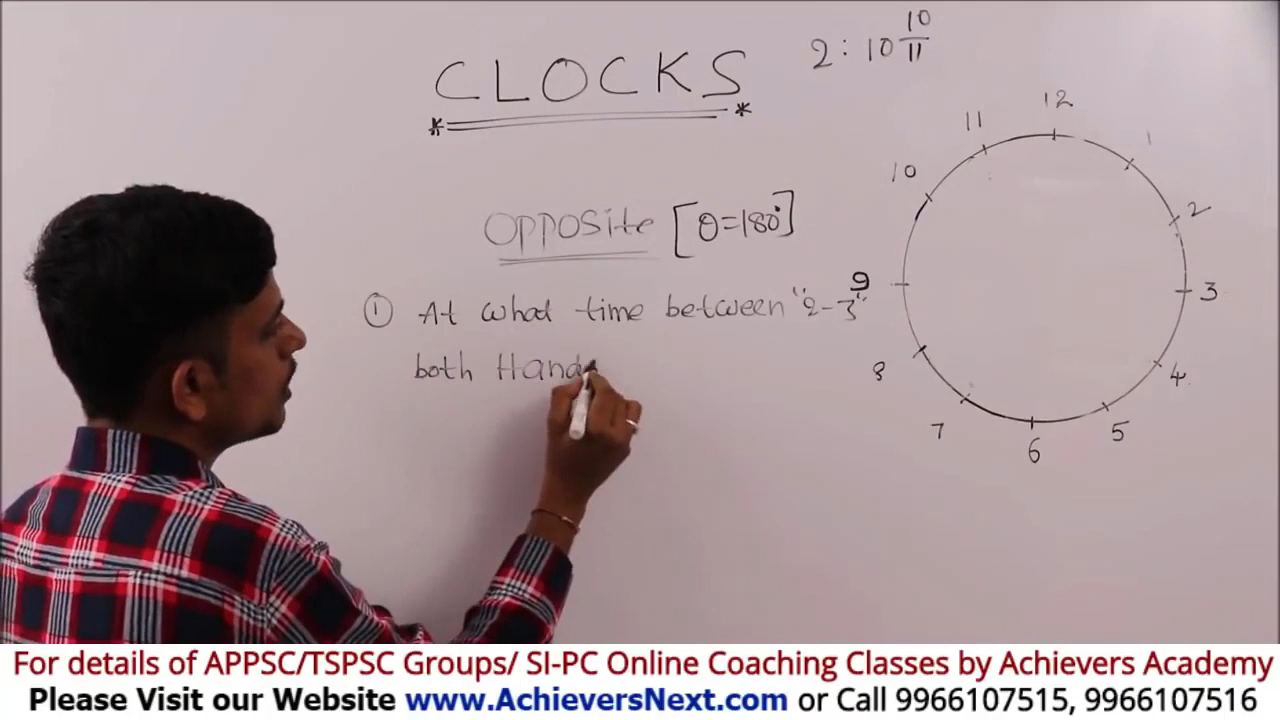 CLOCKS
2 : 10 10/11
OPPOSITE [θ=180°]
① At what time between "2-3"
both Hands
12
1
2
3
4
5
6
7
8
9
10
11
For details of APPSC/TSPSC Groups/ SI-PC Online Coaching Classes by Achievers Academy
Please Visit our Website www.AchieversNext.com or Call 9966107515, 9966107516